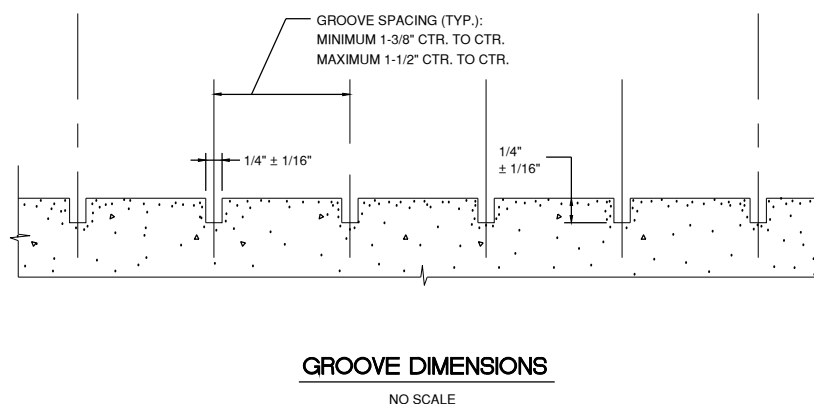 GROOVE SPACING (TYP.):
MINIMUM 1-3/8" CTR. TO CTR.
MAXIMUM 1-1/2" CTR. TO CTR.
1/4" ± 1/16"
1/4"
± 1/16"
GROOVE DIMENSIONS
NO SCALE